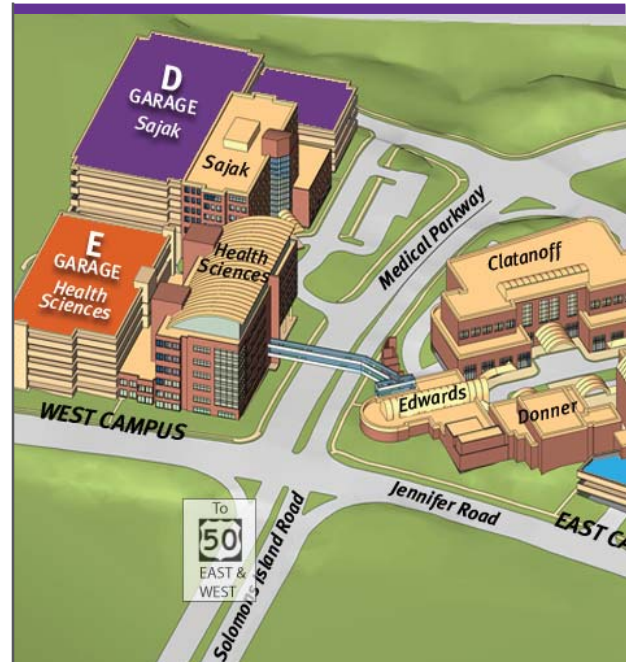 D
GARAGE
Sajak
Sajak
Medical Parkway
E
GARAGE
Health
Sciences
Health
Sciences
Clatanoff
Edwards
Donner
WEST CAMPUS
Jennifer Road
EAST CA
To
50
EAST &
WEST
Solomons Island Road